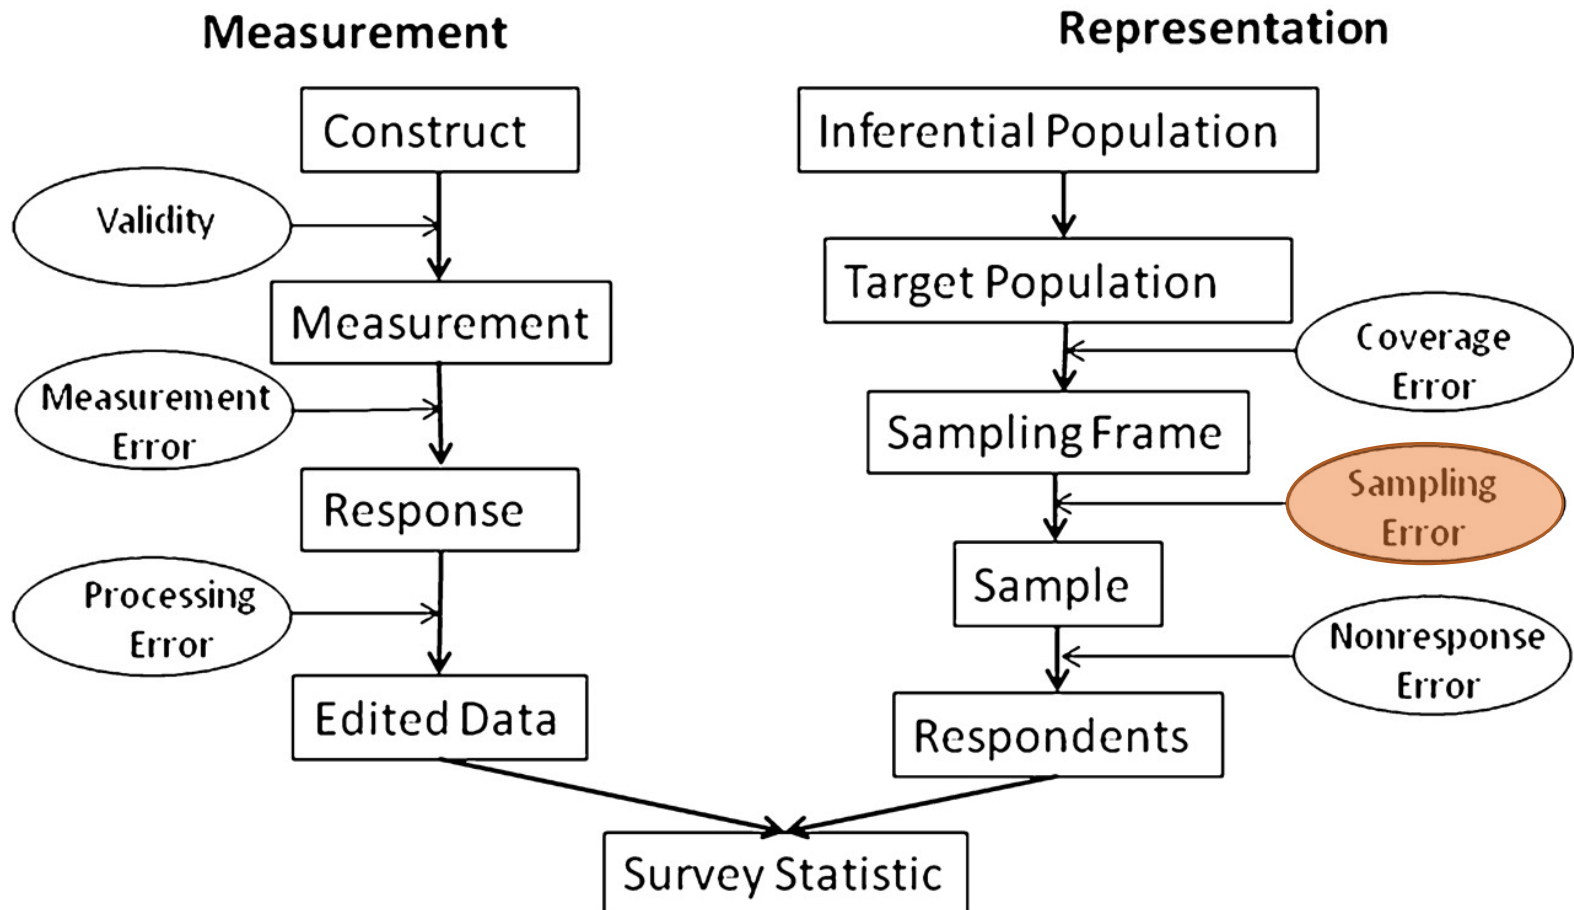 Measurement
Construct
Validity
Measurement
Measurement
Error
Response
Processing
Error
Edited Data
Representation
Inferential Population
Target Population
Coverage
Error
Sampling Frame
Sampling
Error
Sample
Nonresponse
Error
Respondents
Survey Statistic